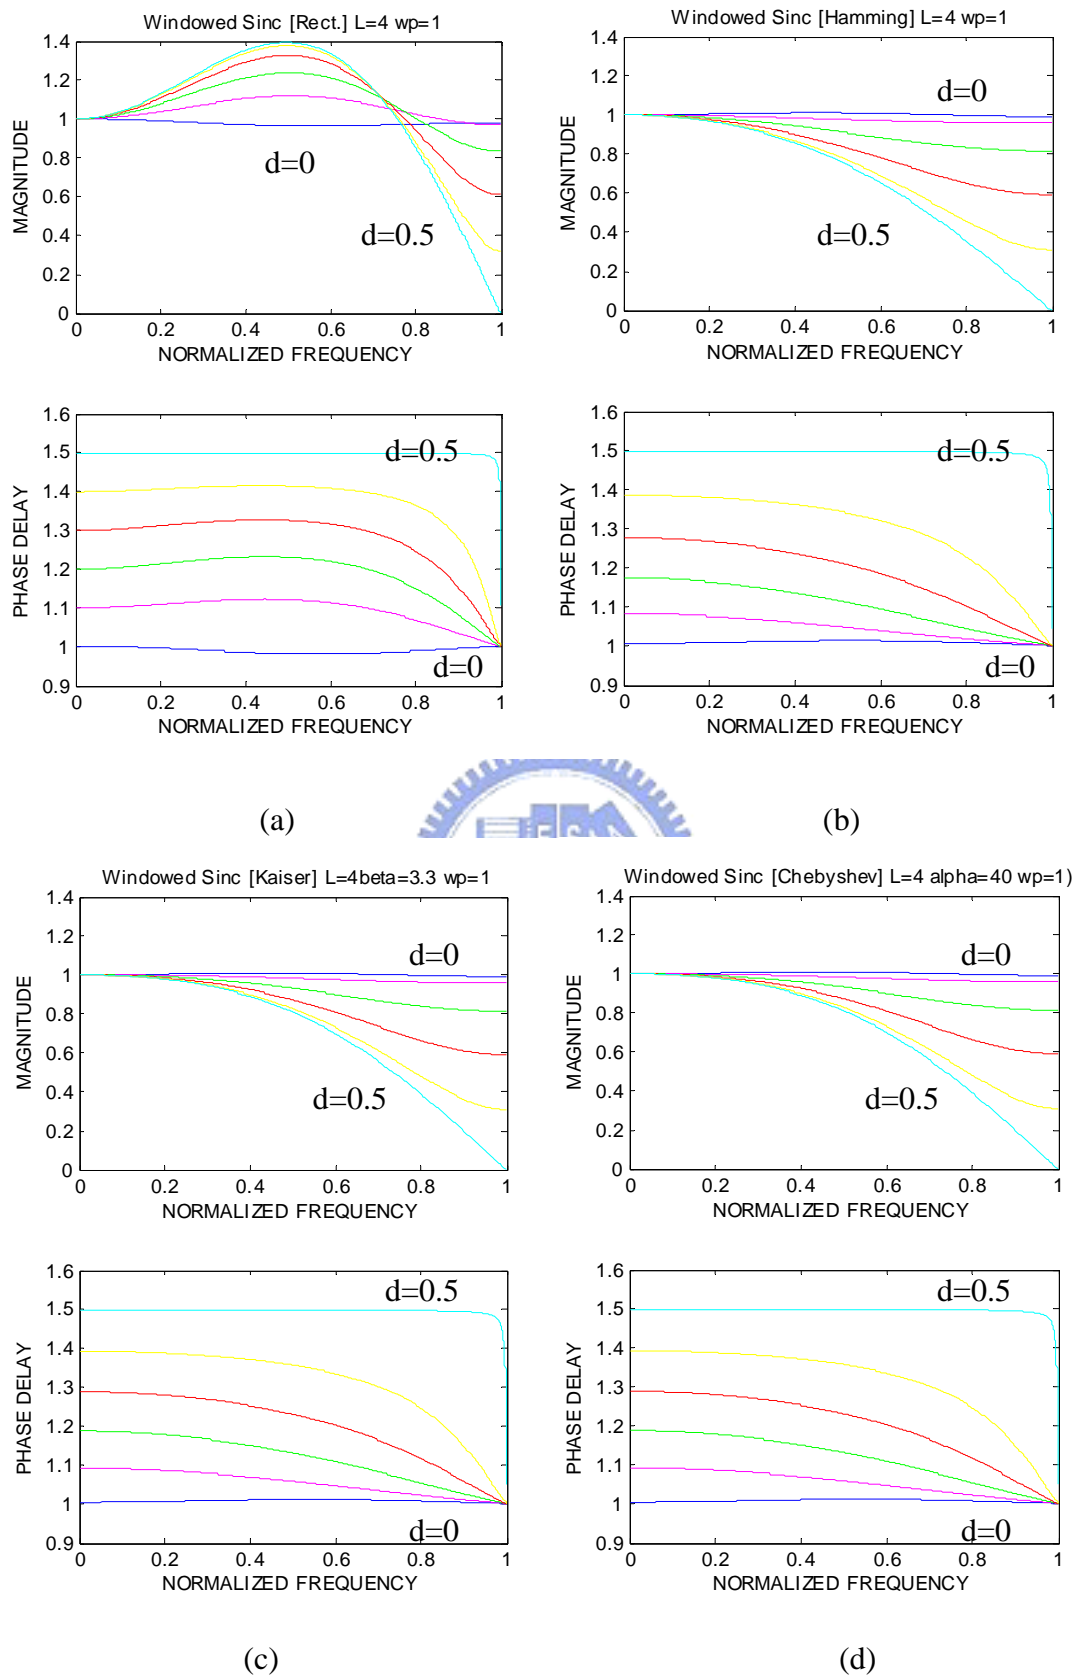 Windowed Sinc [Rect.] L=4 wp=1
1.4
1.2
1
0.8
0.6
0.4
0.2
0
MAGNITUDE
d=0
d=0.5
0 0.2 0.4 0.6 0.8 1
NORMALIZED FREQUENCY
Windowed Sinc [Hamming] L=4 wp=1
1.4
1.2
1
0.8
0.6
0.4
0.2
0
MAGNITUDE
d=0
d=0.5
0 0.2 0.4 0.6 0.8 1
NORMALIZED FREQUENCY
1.6
1.5
1.4
1.3
1.2
1.1
1
0.9
PHASE DELAY
d=0.5
d=0
0 0.2 0.4 0.6 0.8 1
NORMALIZED FREQUENCY
1.6
1.5
1.4
1.3
1.2
1.1
1
0.9
PHASE DELAY
d=0.5
d=0
0 0.2 0.4 0.6 0.8 1
NORMALIZED FREQUENCY
(a)
(b)
Windowed Sinc [Kaiser] L=4beta=3.3 wp=1
1.4
1.2
1
0.8
0.6
0.4
0.2
0
MAGNITUDE
d=0
d=0.5
0 0.2 0.4 0.6 0.8 1
NORMALIZED FREQUENCY
Windowed Sinc [Chebyshev] L=4 alpha=40 wp=1)
1.4
1.2
1
0.8
0.6
0.4
0.2
0
MAGNITUDE
d=0
d=0.5
0 0.2 0.4 0.6 0.8 1
NORMALIZED FREQUENCY
1.6
1.5
1.4
1.3
1.2
1.1
1
0.9
PHASE DELAY
d=0.5
d=0
0 0.2 0.4 0.6 0.8 1
NORMALIZED FREQUENCY
1.6
1.5
1.4
1.3
1.2
1.1
1
0.9
PHASE DELAY
d=0.5
d=0
0 0.2 0.4 0.6 0.8 1
NORMALIZED FREQUENCY
(c)
(d)